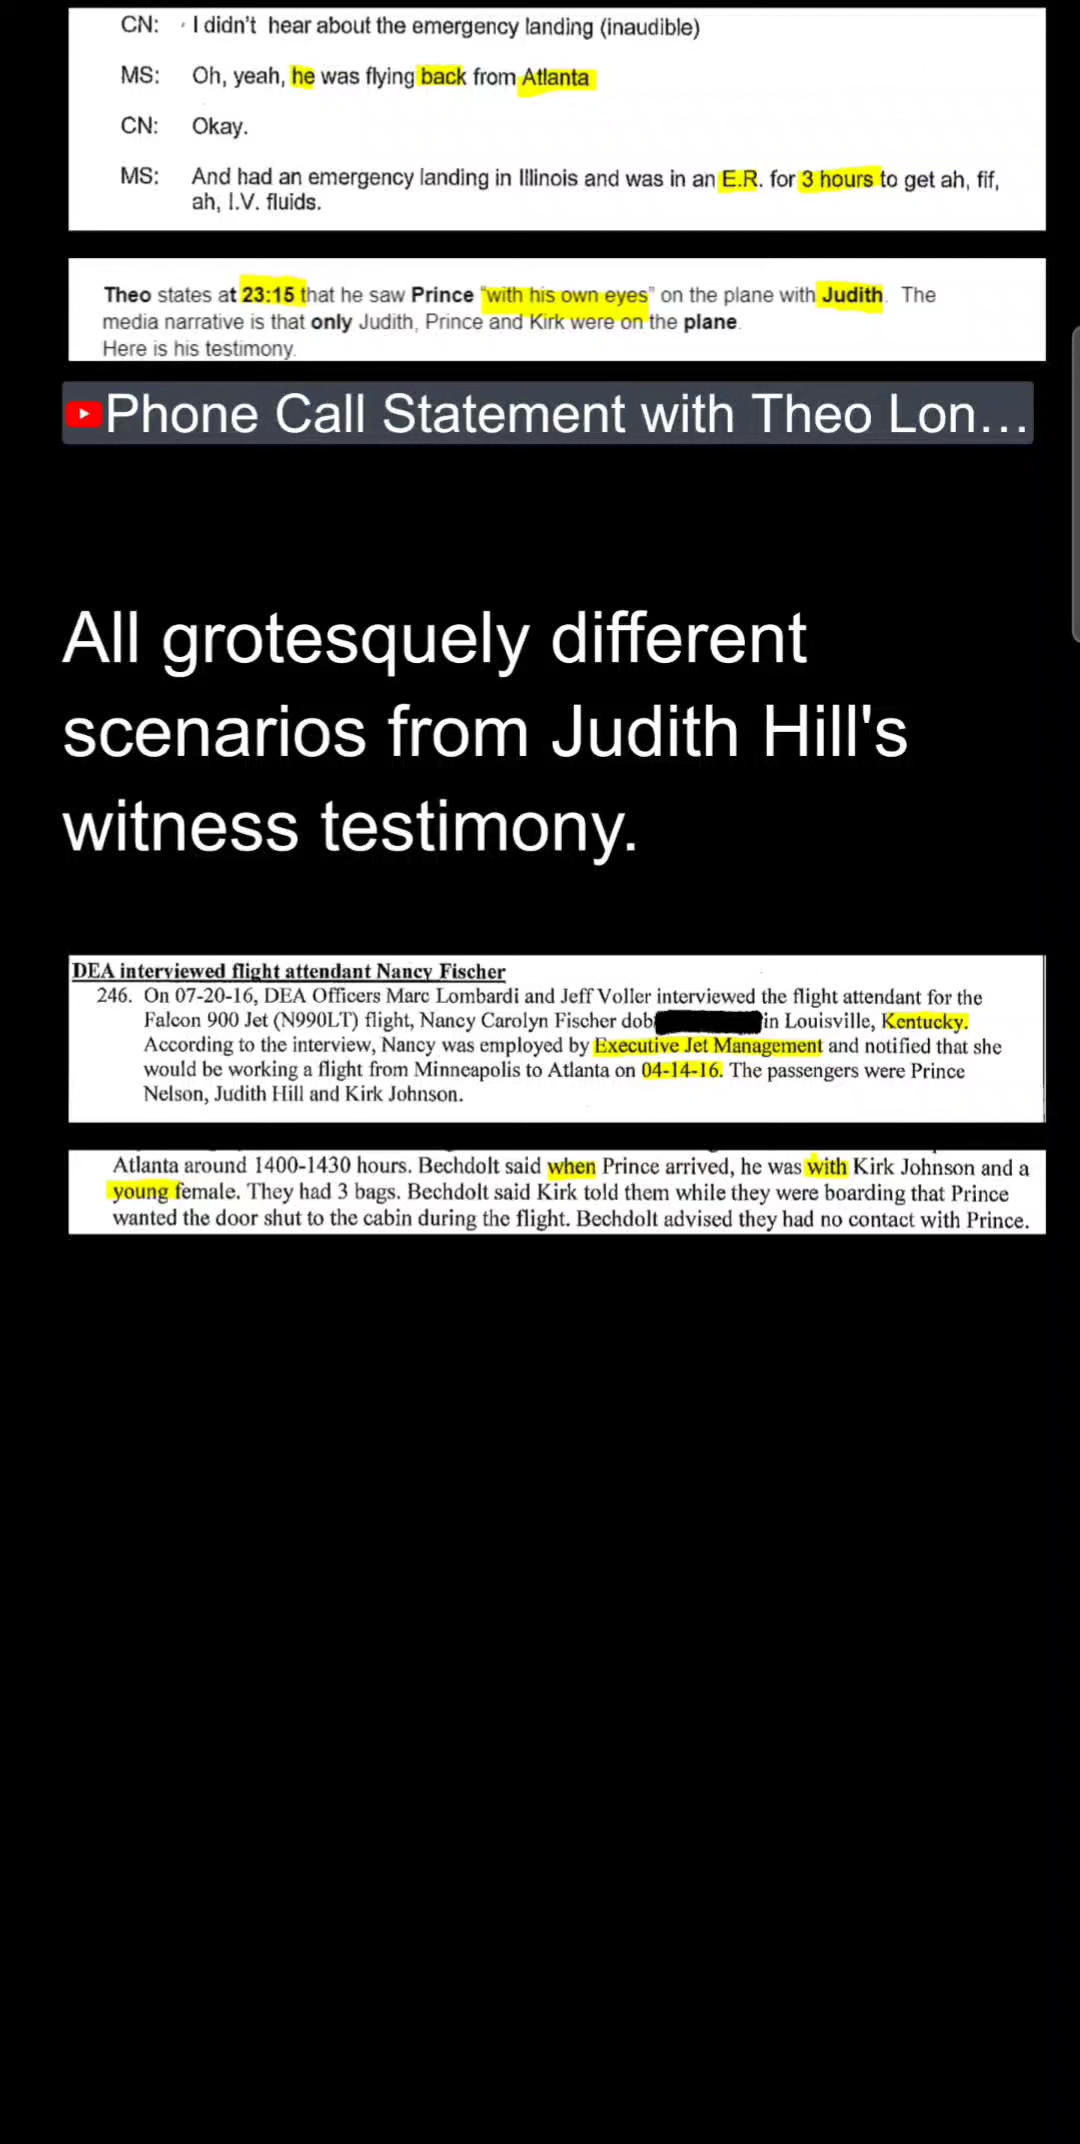 CN: I didn't hear about the emergency landing (inaudible)
MS: Oh, yeah, he was flying back from Atlanta
CN: Okay.
MS: And had an emergency landing in Illinois and was in an E.R. for 3 hours to get ah, fif,
ah, I.V. fluids.
Theo states at 23:15 that he saw Prince "with his own eyes" on the plane with Judith. The
media narrative is that only Judith, Prince and Kirk were on the plane.
Here is his testimony.
Phone Call Statement with Theo Lon...
All grotesquely different
scenarios from Judith Hill's
witness testimony.
DEA interviewed flight attendant Nancy Fischer
246. On 07-20-16, DEA Officers Marc Lombardi and Jeff Voller interviewed the flight attendant for the
Falcon 900 Jet (N990LT) flight, Nancy Carolyn Fischer dob in Louisville, Kentucky.
According to the interview, Nancy was employed by Executive Jet Management and notified that she
would be working a flight from Minneapolis to Atlanta on 04-14-16. The passengers were Prince
Nelson, Judith Hill and Kirk Johnson.
Atlanta around 1400-1430 hours. Bechdolt said when Prince arrived, he was with Kirk Johnson and a
young female. They had 3 bags. Bechdolt said Kirk told them while they were boarding that Prince
wanted the door shut to the cabin during the flight. Bechdolt advised they had no contact with Prince.